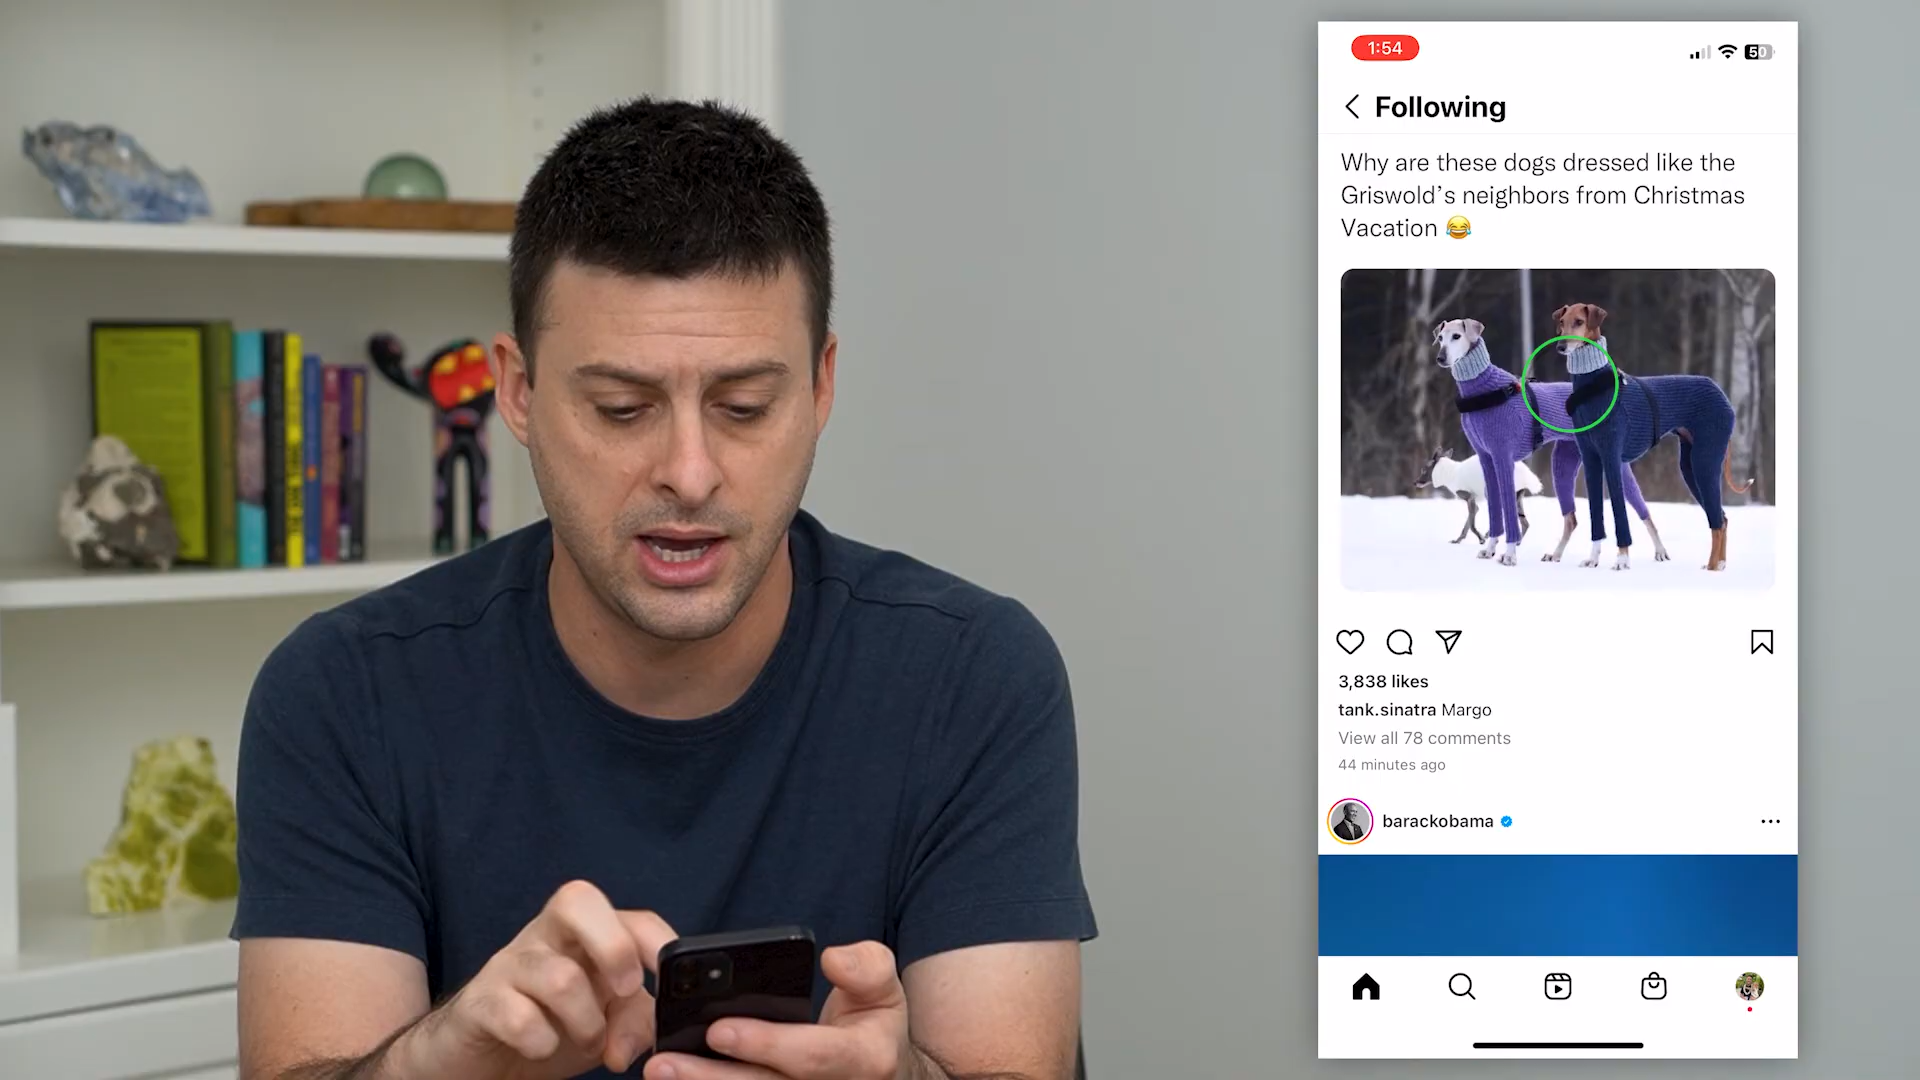 1:54
50
Following
Why are these dogs dressed like the
Griswold's neighbors from Christmas
Vacation 😂
3,838 likes
tank.sinatra Margo
View all 78 comments
44 minutes ago
barackobama